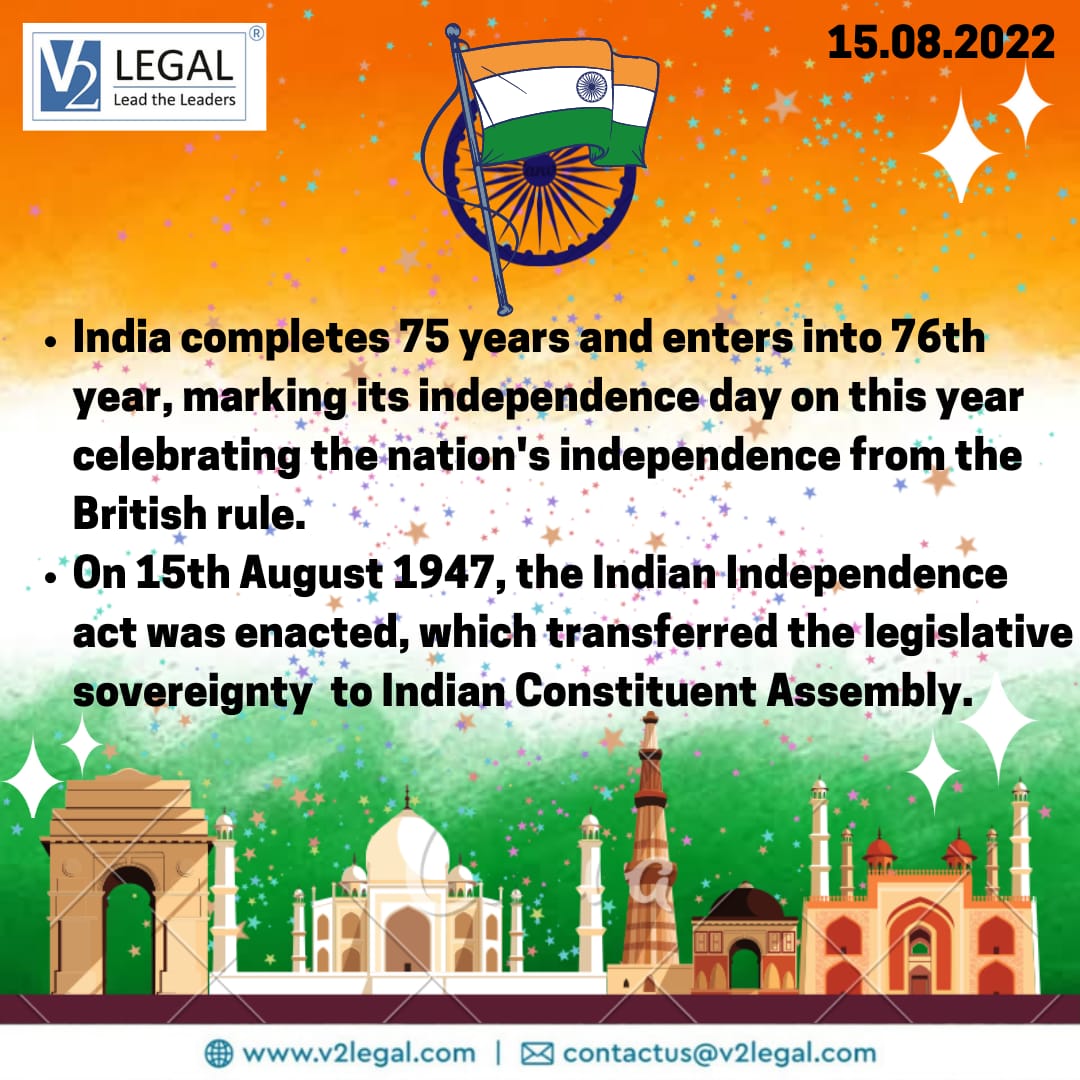 V2 LEGAL ®
Lead the Leaders
15.08.2022
• India completes 75 years and enters into 76th
year, marking its independence day on this year
celebrating the nation's independence from the
British rule.
• On 15th August 1947, the Indian Independence
act was enacted, which transferred the legislative
sovereignty  to Indian Constituent Assembly.
www.v2legal.com | contactus@v2legal.com